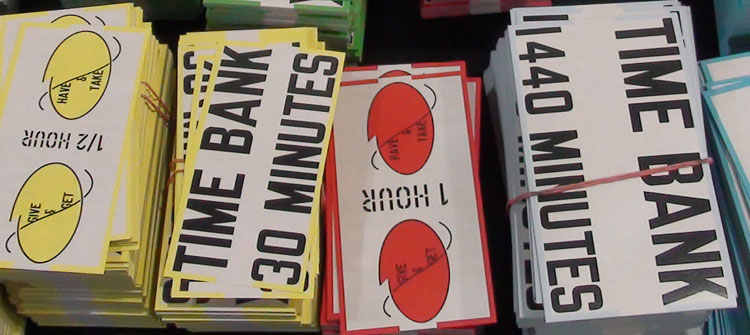 HAVE & TAKE
1/2 HOUR
GIVE & GET
TIME BANK
30 MINUTES
HAVE & TAKE
1 HOUR
GIVE & GET
TIME BANK
1440 MINUTES